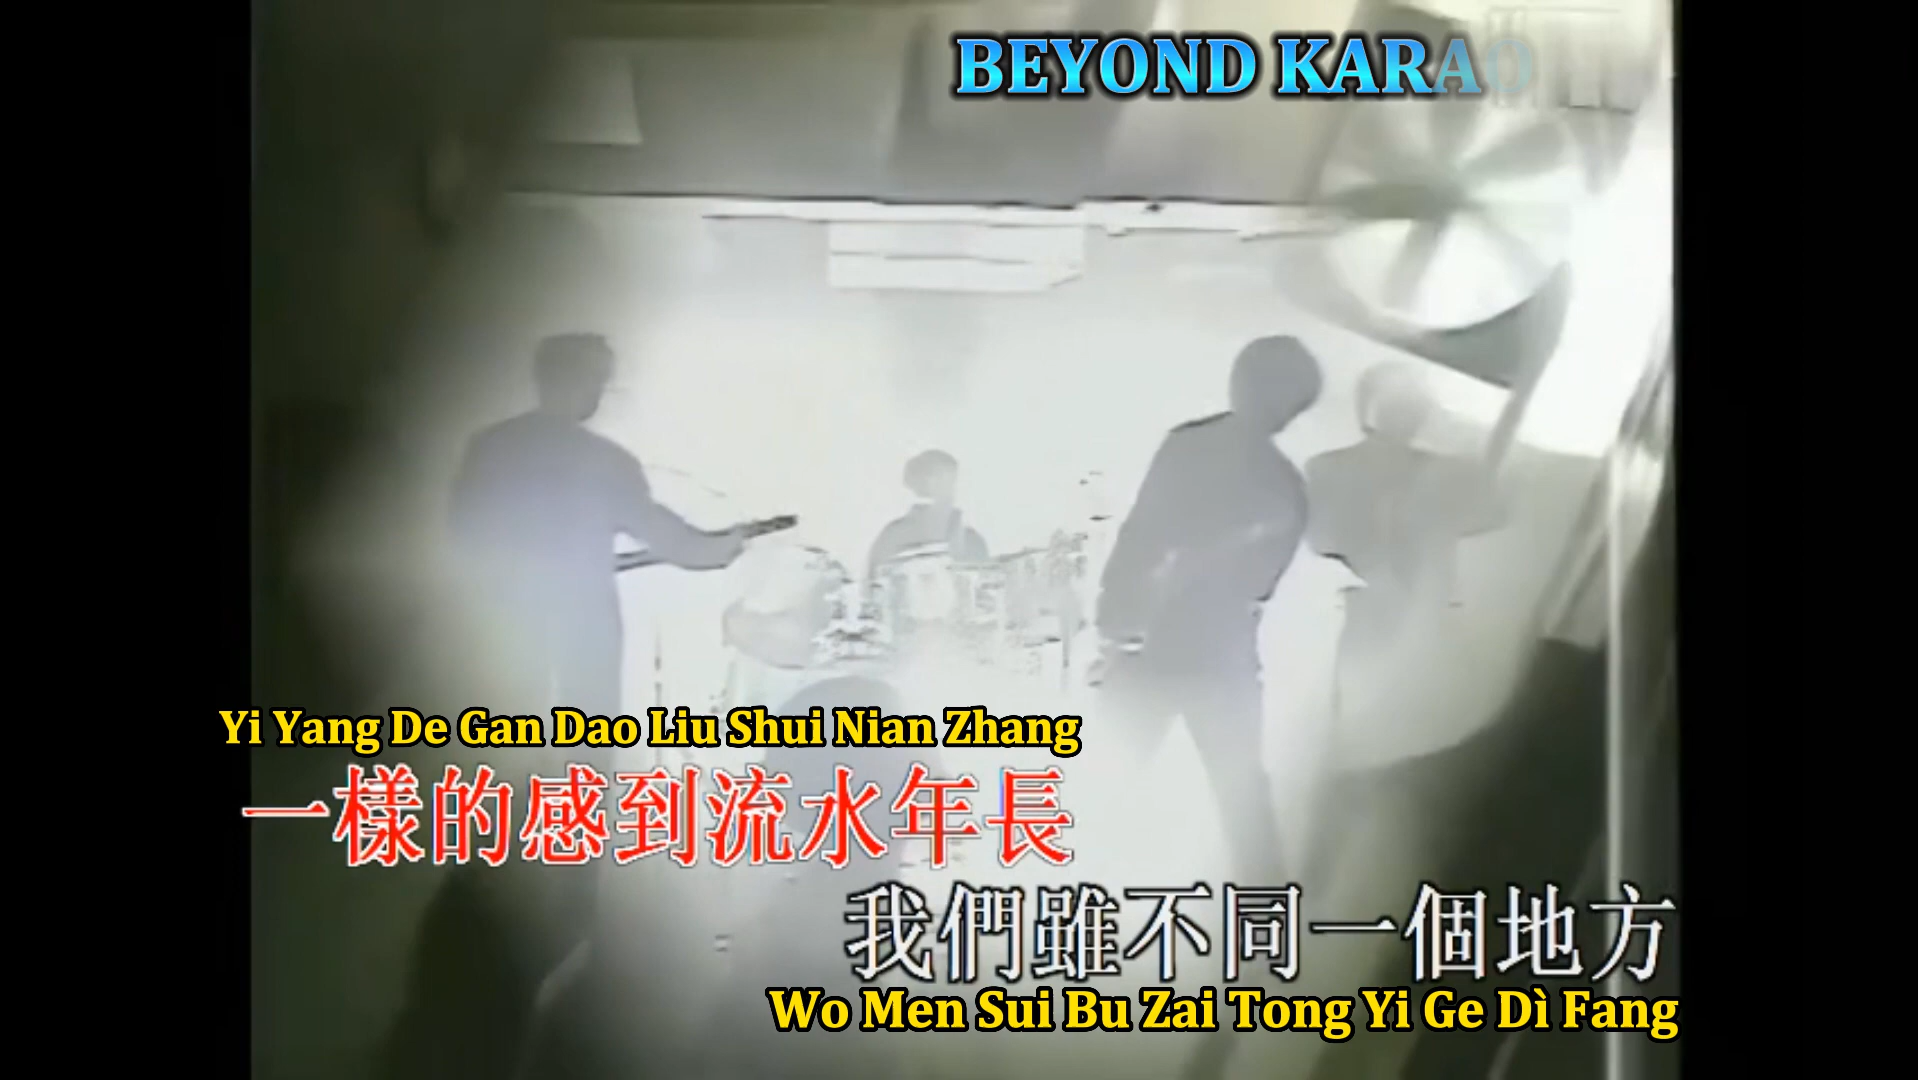 BEYOND KARAO
Yi Yang De Gan Dao Liu Shui Nian Zhang
一樣的感到流水年長
我們雖不同一個地方
Wo Men Sui Bu Zai Tong Yi Ge Dì Fang